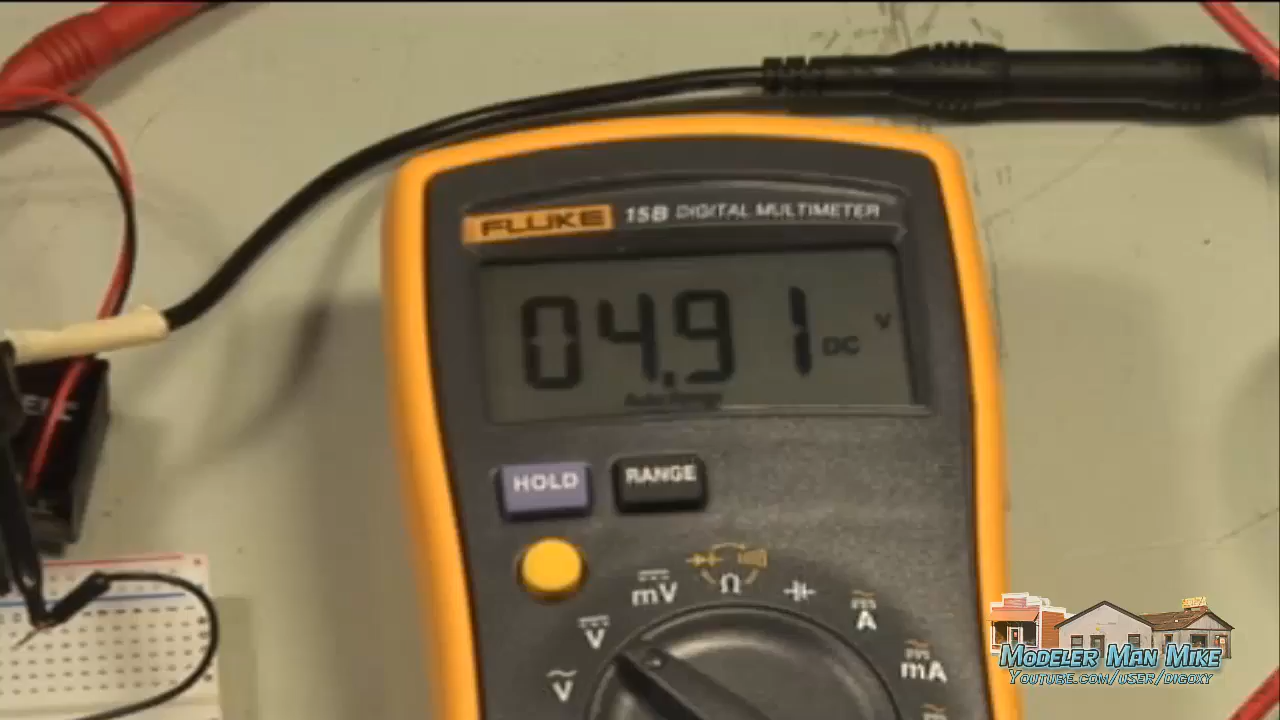 FLUKE 15B DIGITAL MULTIMETER
04.91 DC V
Auto Range
HOLD RANGE
mV Ω
V A
V mA
MODELER MAN MIKE
YOUTUBE.COM/USER/DIGOXY